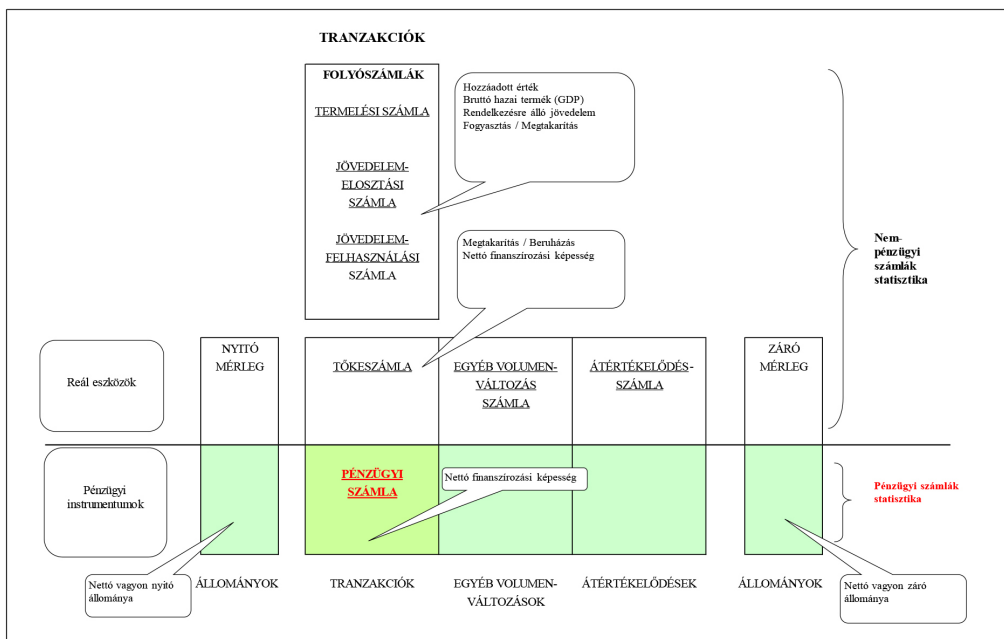 TRANZAKCIÓK
FOLYÓSZÁMLÁK
TERMELÉSI SZÁMLA
JÖVEDELEM-
ELOSZTÁSI
SZÁMLA
JÖVEDELEM-
FELHASZNÁLÁSI
SZÁMLA
Hozzáadott érték
Bruttó hazai termék (GDP)
Rendelkezésre álló jövedelem
Fogyasztás / Megtakarítás
Megtakarítás / Beruházás
Nettó finanszírozási képesség
Nem-
pénzügyi
számlák
statisztika
Reál eszközök
NYITÓ
MÉRLEG
TŐKESZÁMLA
EGYÉB VOLUMEN-
VÁLTOZÁS
SZÁMLA
ÁTÉRTÉKELŐDÉS-
SZÁMLA
ZÁRÓ
MÉRLEG
Pénzügyi
instrumentumok
PÉNZÜGYI
SZÁMLA
Nettó finanszírozási képesség
Pénzügyi számlák
statisztika
Nettó vagyon nyitó
állománya
ÁLLOMÁNYOK
TRANZAKCIÓK
EGYÉB VOLUMEN-
VÁLTOZÁSOK
ÁTÉRTÉKELŐDÉSEK
ÁLLOMÁNYOK
Nettó vagyon záró
állománya